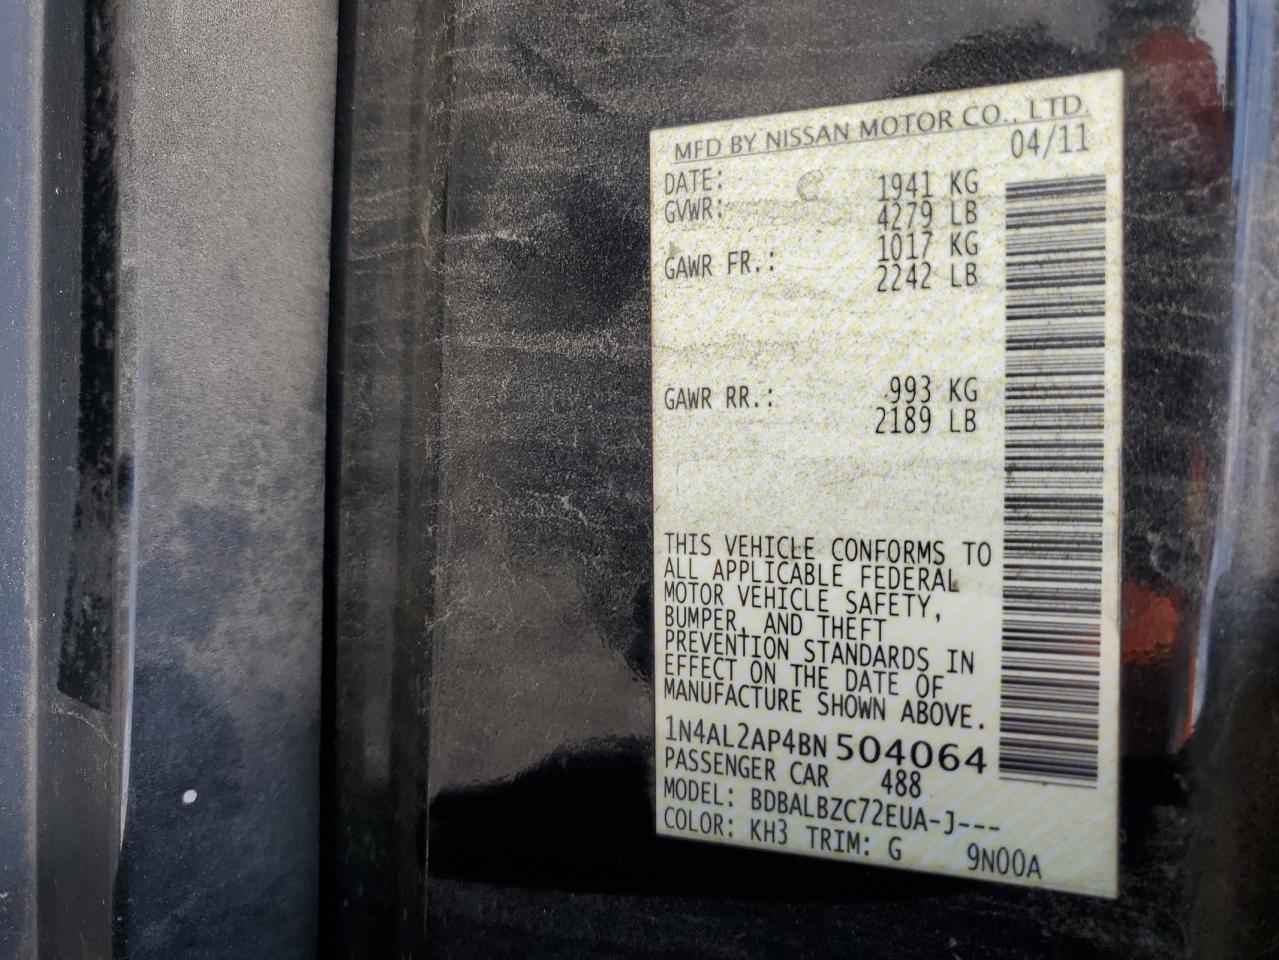 MFD BY NISSAN MOTOR CO., LTD.
DATE: 04/11
GVWR: 1941 KG
4279 LB
GAWR FR.: 1017 KG
2242 LB
GAWR RR.: 993 KG
2189 LB
THIS VEHICLE CONFORMS TO
ALL APPLICABLE FEDERAL
MOTOR VEHICLE SAFETY,
BUMPER, AND THEFT
PREVENTION STANDARDS IN
EFFECT ON THE DATE OF
MANUFACTURE SHOWN ABOVE.
1N4AL2AP4BN504064
PASSENGER CAR 488
MODEL: BDBALBZC72EUA-J---
COLOR: KH3 TRIM: G 9N00A